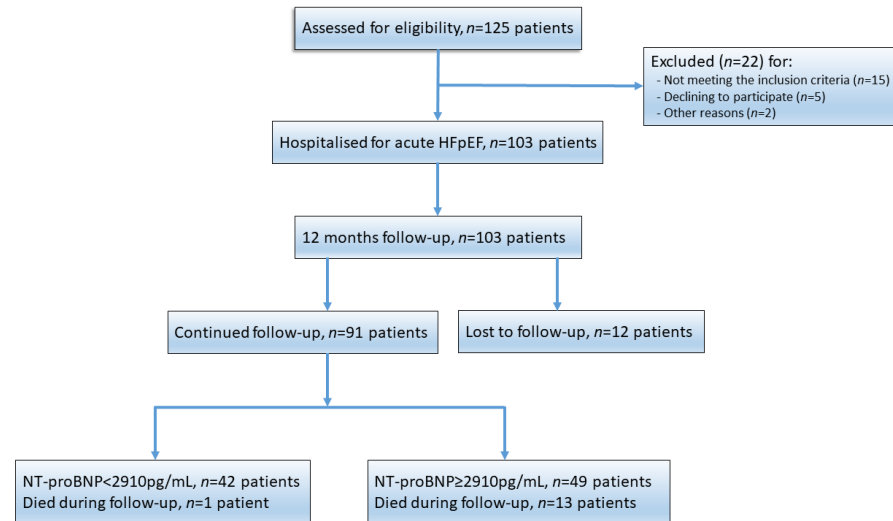 Assessed for eligibility, n=125 patients
Excluded (n=22) for:
- Not meeting the inclusion criteria (n=15)
- Declining to participate (n=5)
- Other reasons (n=2)
Hospitalised for acute HFpEF, n=103 patients
12 months follow-up, n=103 patients
Continued follow-up, n=91 patients
Lost to follow-up, n=12 patients
NT-proBNP<2910pg/mL, n=42 patients
Died during follow-up, n=1 patient
NT-proBNP≥2910pg/mL, n=49 patients
Died during follow-up, n=13 patients